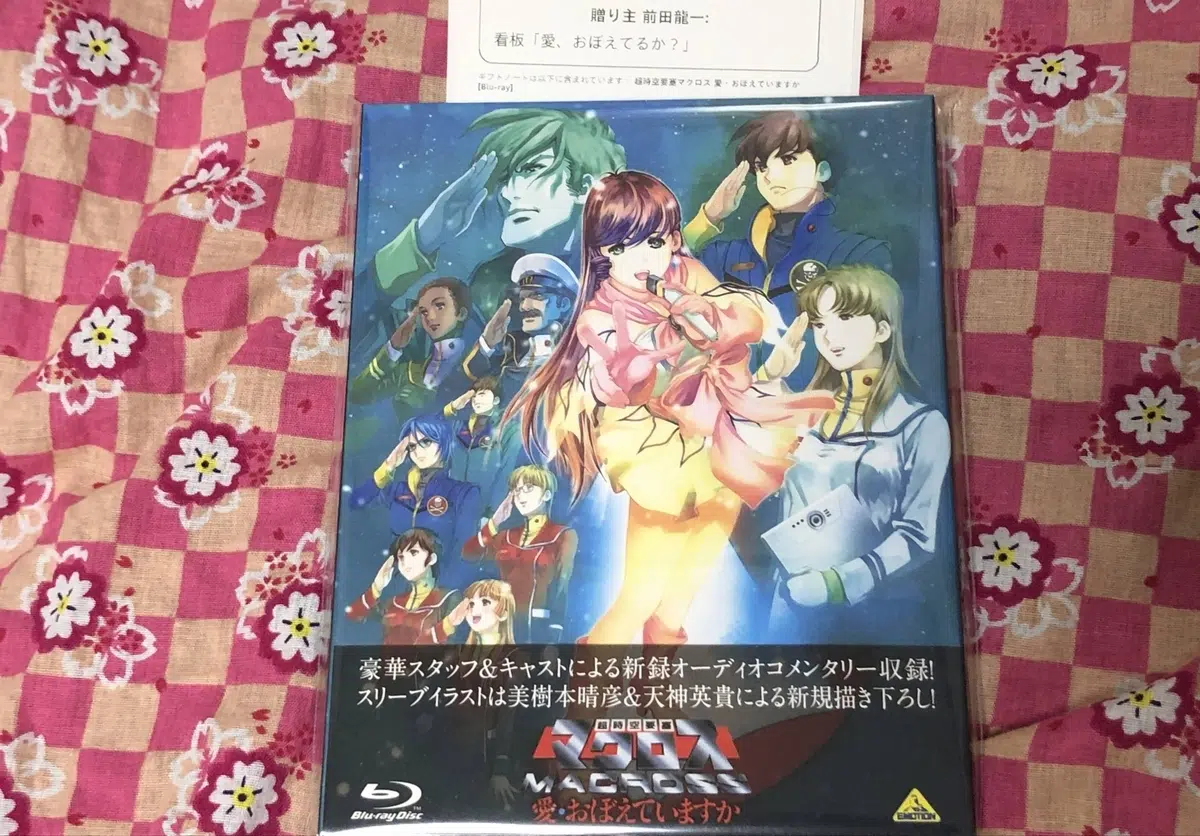 贈り主 前田龍一:
看板「愛、おぼえてるか？」
ギフトノートは以下に含まれています: 超時空要塞マクロス 愛・おぼえていますか
[Blu-ray]
豪華スタッフ&キャストによる新録オーディオコメンタリー収録!
スリーブイラストは美樹本晴彦&天神英貴による新規描き下ろし!
超時空要塞
マクロス
MACROSS
愛・おぼえていますか
Blu-ray Disc
EMOTION